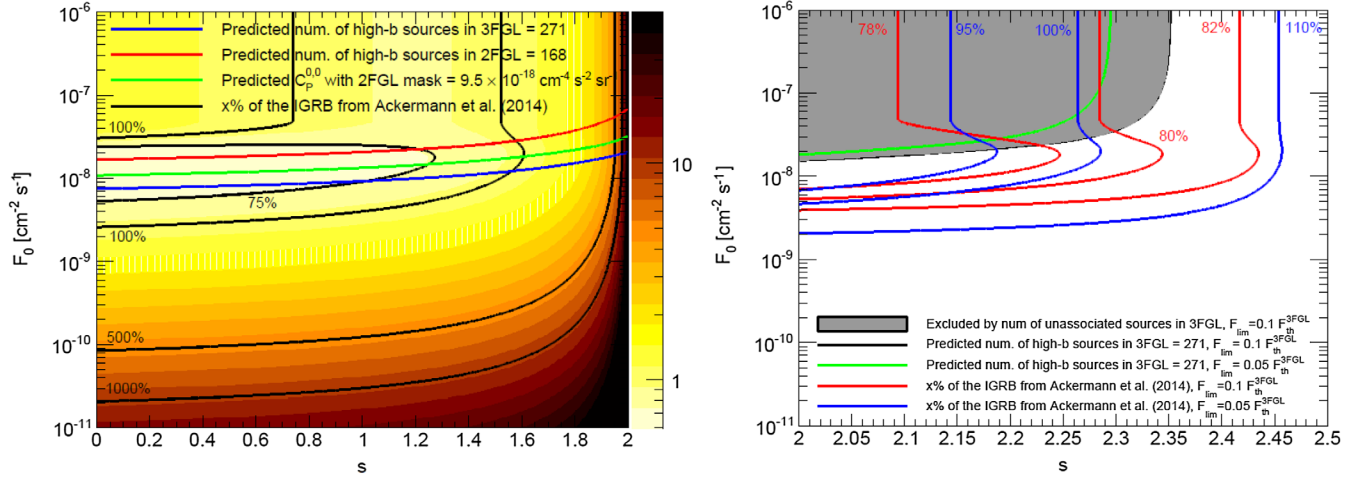 Predicted num. of high-b sources in 3FGL = 271
Predicted num. of high-b sources in 2FGL = 168
Predicted C_P^{0,0} with 2FGL mask = 9.5 × 10^-18 cm^-4 s^-2 sr^-
x% of the IGRB from Ackermann et al. (2014)
100%
75%
100%
500%
1000%
10^-6
10^-7
10^-8
10^-9
10^-10
10^-11
F_0 [cm^-2 s^-1]
0 0.2 0.4 0.6 0.8 1 1.2 1.4 1.6 1.8 2
s
10
1
78% 95% 100% 82% 110%
80%
10^-6
10^-7
10^-8
10^-9
10^-10
10^-11
F_0 [cm^-2 s^-1]
Excluded by num of unassociated sources in 3FGL, F_lim=0.1 F_th^3FGL
Predicted num. of high-b sources in 3FGL = 271, F_lim=0.1 F_th^3FGL
Predicted num. of high-b sources in 3FGL = 271, F_lim=0.05 F_th^3FGL
x% of the IGRB from Ackermann et al. (2014), F_lim=0.1 F_th^3FGL
x% of the IGRB from Ackermann et al. (2014), F_lim=0.05 F_th^3FGL
2 2.05 2.1 2.15 2.2 2.25 2.3 2.35 2.4 2.45 2.5
s